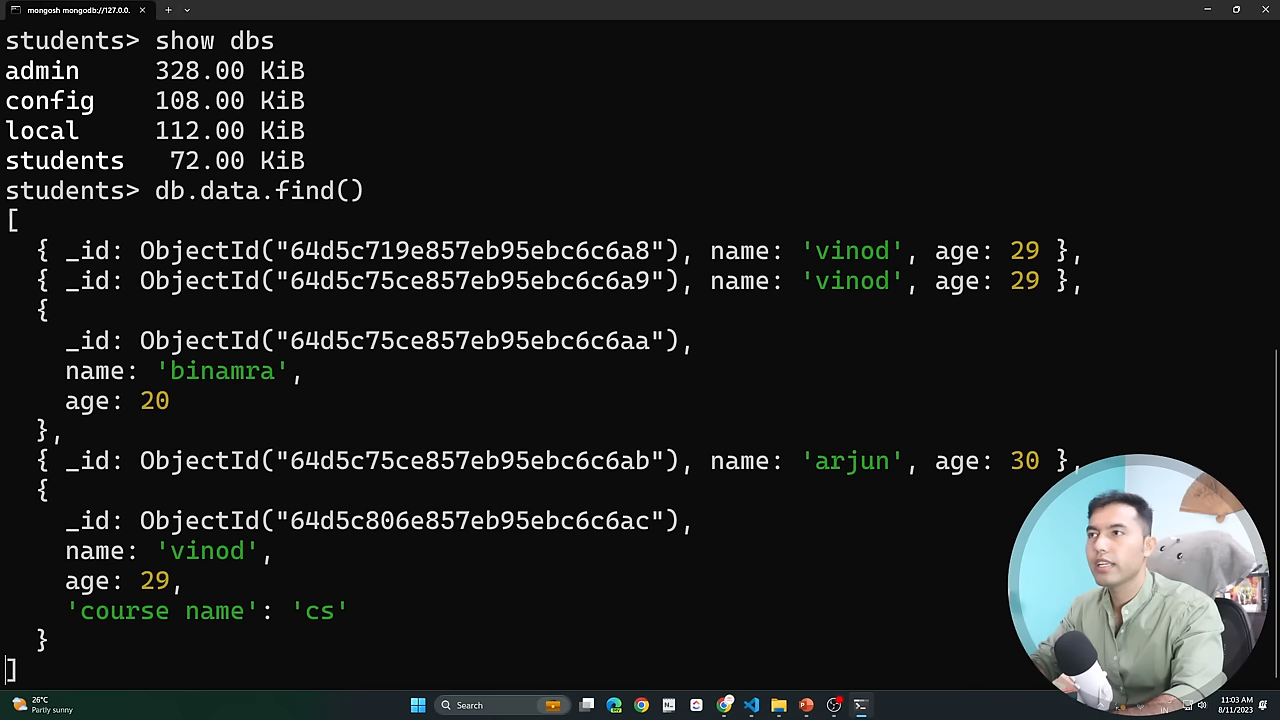 mongosh mongodb://127.0.0.
students> show dbs
admin     328.00 KiB
config    108.00 KiB
local     112.00 KiB
students   72.00 KiB
students> db.data.find()
[
  { _id: ObjectId("64d5c719e857eb95ebc6c6a8"), name: 'vinod', age: 29 },
  { _id: ObjectId("64d5c75ce857eb95ebc6c6a9"), name: 'vinod', age: 29 },
  {
    _id: ObjectId("64d5c75ce857eb95ebc6c6aa"),
    name: 'binamra',
    age: 20
  },
  { _id: ObjectId("64d5c75ce857eb95ebc6c6ab"), name: 'arjun', age: 30 },
  {
    _id: ObjectId("64d5c806e857eb95ebc6c6ac"),
    name: 'vinod',
    age: 29,
    'course name': 'cs'
  }
]
26°C
Partly sunny
Search
IN
11:03 AM
8/11/2023